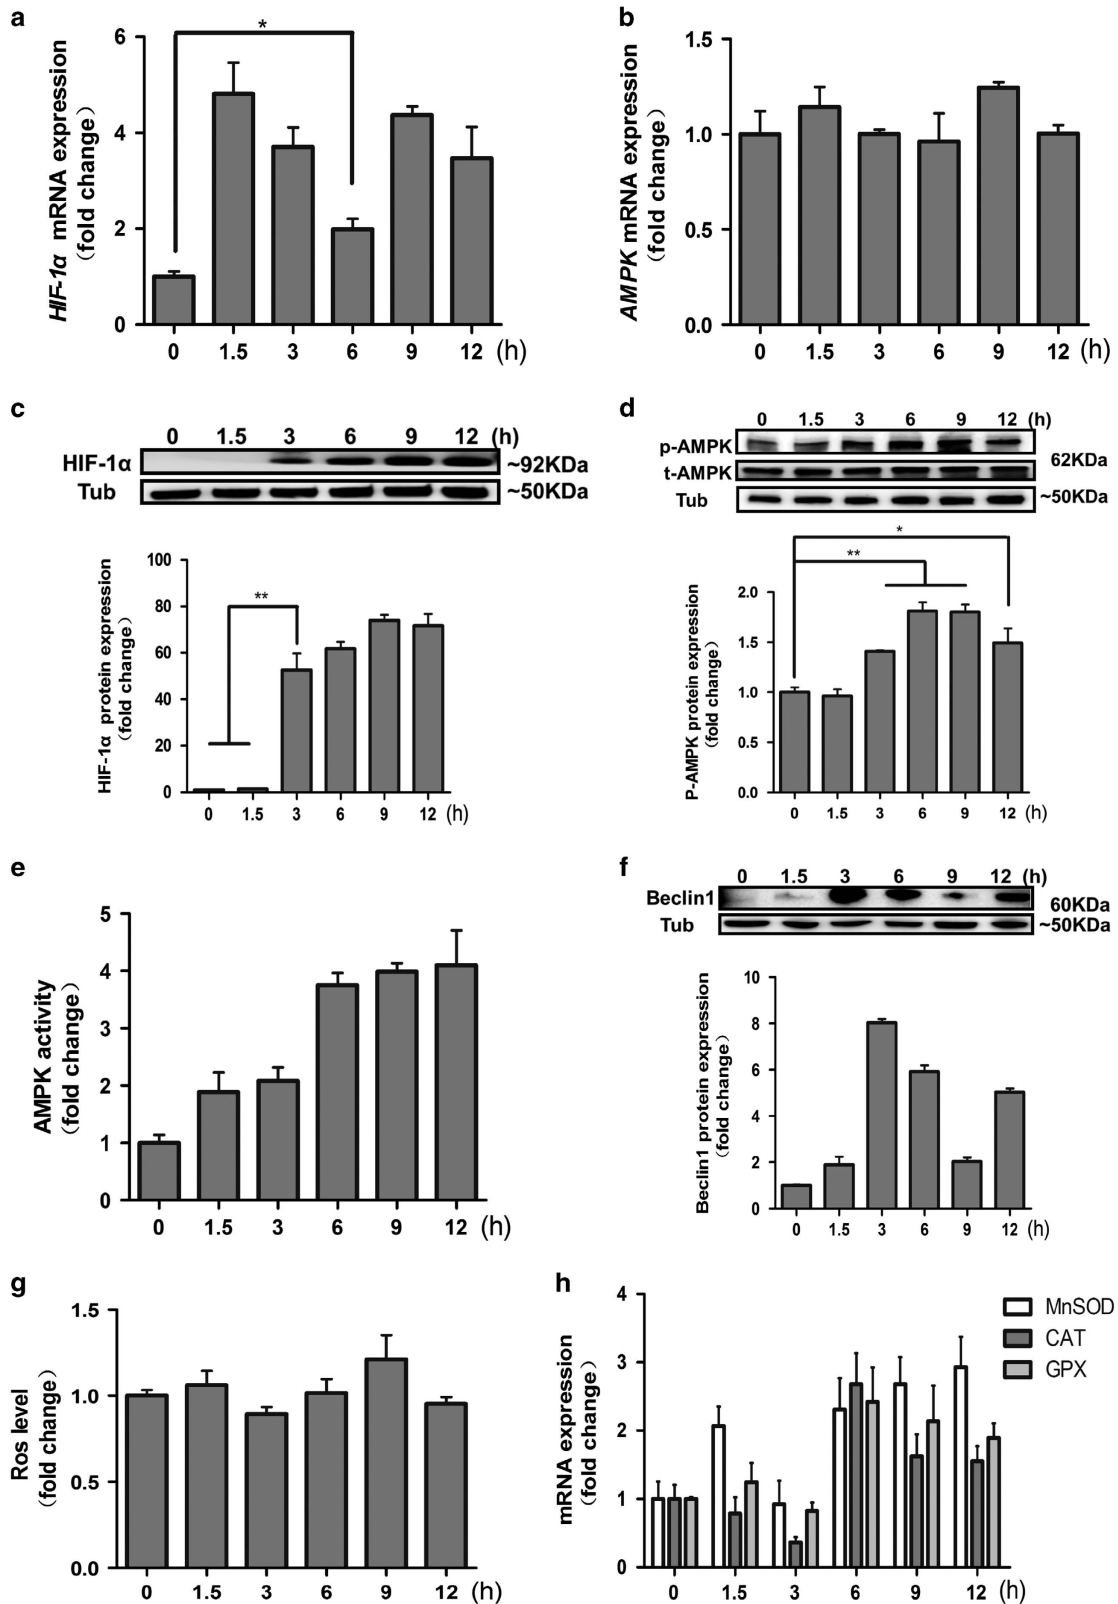 a
HIF-1α mRNA expression
(fold change)
6
4
2
0
*
0 1.5 3 6 9 12 (h)
b
AMPK mRNA expression
(fold change)
1.5
1.0
0.5
0.0
0 1.5 3 6 9 12 (h)
c
0 1.5 3 6 9 12 (h)
HIF-1α ~92KDa
Tub ~50KDa
HIF-1α protein expression
(fold change)
100
80
60
40
20
0
**
0 1.5 3 6 9 12 (h)
d
0 1.5 3 6 9 12 (h)
p-AMPK
62KDa
t-AMPK
Tub ~50KDa
P-AMPK protein expression
(fold change)
*
**
2.0
1.5
1.0
0.5
0.0
0 1.5 3 6 9 12 (h)
e
AMPK activity
(fold change)
5
4
3
2
1
0
0 1.5 3 6 9 12 (h)
f
0 1.5 3 6 9 12 (h)
Beclin1 60KDa
Tub ~50KDa
Beclin1 protein expression
(fold change)
10
8
6
4
2
0
0 1.5 3 6 9 12 (h)
g
Ros level
(fold change)
1.5
1.0
0.5
0.0
0 1.5 3 6 9 12 (h)
h
mRNA expression
(fold change)
4
3
2
1
0
MnSOD
CAT
GPX
0 1.5 3 6 9 12 (h)